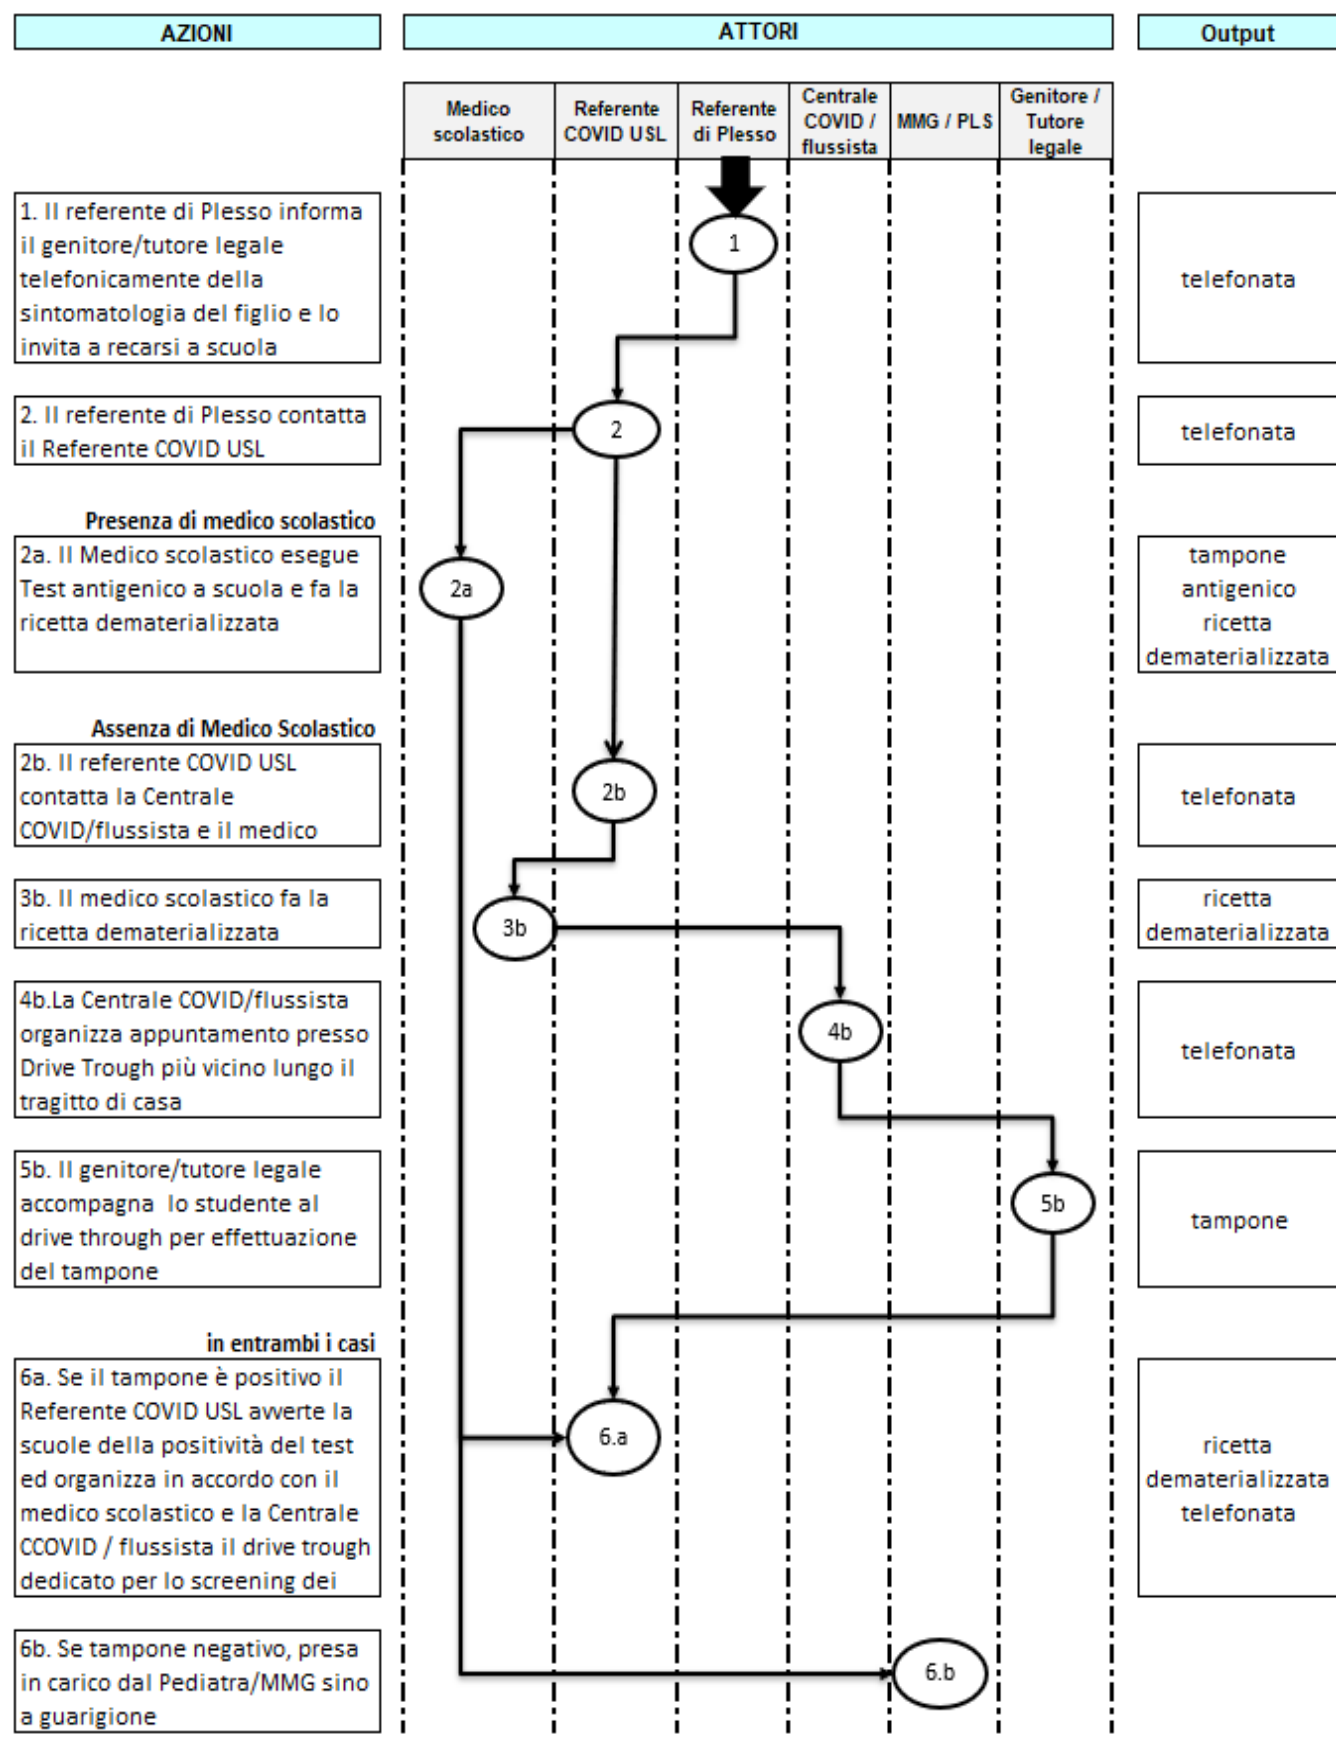 AZIONI
ATTORI
Output
Medico
scolastico
Referente
COVID USL
Referente
di Plesso
Centrale
COVID /
flussista
MMG / PLS
Genitore /
Tutore
legale
1. Il referente di Plesso informa
il genitore/tutore legale
telefonicamente della
sintomatologia del figlio e lo
invita a recarsi a scuola
1
telefonata
2. Il referente di Plesso contatta
il Referente COVID USL
2
telefonata
Presenza di medico scolastico
2a. Il Medico scolastico esegue
Test antigenico a scuola e fa la
ricetta dematerializzata
2a
tampone
antigenico
ricetta
dematerializzata
Assenza di Medico Scolastico
2b. Il referente COVID USL
contatta la Centrale
COVID/flussista e il medico
2b
telefonata
3b. Il medico scolastico fa la
ricetta dematerializzata
3b
ricetta
dematerializzata
4b.La Centrale COVID/flussista
organizza appuntamento presso
Drive Trough più vicino lungo il
tragitto di casa
4b
telefonata
5b. Il genitore/tutore legale
accompagna lo studente al
drive through per effettuazione
del tampone
5b
tampone
in entrambi i casi
6a. Se il tampone è positivo il
Referente COVID USL avverte la
scuole della positività del test
ed organizza in accordo con il
medico scolastico e la Centrale
CCOVID / flussista il drive trough
dedicato per lo screening dei
6.a
ricetta
dematerializzata
telefonata
6b. Se tampone negativo, presa
in carico dal Pediatra/MMG sino
a guarigione
6.b